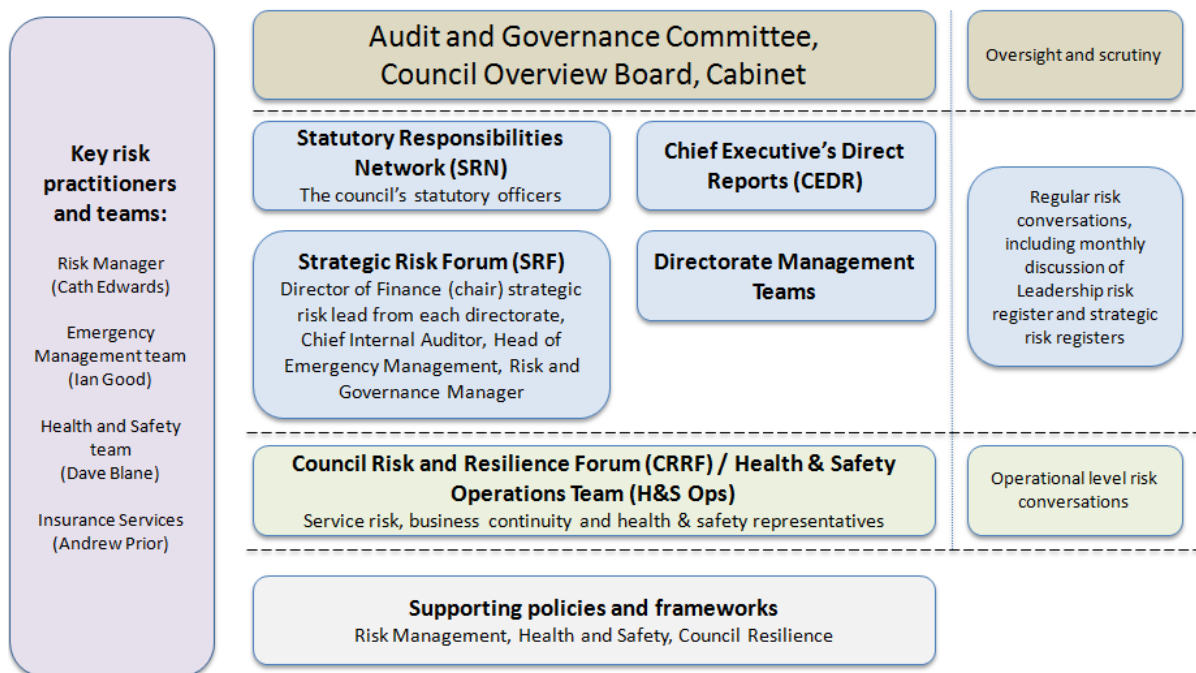 Key risk
practitioners
and teams:
Risk Manager
(Cath Edwards)
Emergency
Management team
(Ian Good)
Health and Safety
team
(Dave Blane)
Insurance Services
(Andrew Prior)
Audit and Governance Committee,
Council Overview Board, Cabinet
Oversight and scrutiny
Statutory Responsibilities
Network (SRN)
The council's statutory officers
Chief Executive's Direct
Reports (CEDR)
Strategic Risk Forum (SRF)
Director of Finance (chair) strategic
risk lead from each directorate,
Chief Internal Auditor, Head of
Emergency Management, Risk and
Governance Manager
Directorate Management
Teams
Regular risk
conversations,
including monthly
discussion of
Leadership risk
register and strategic
risk registers
Council Risk and Resilience Forum (CRRF) / Health & Safety
Operations Team (H&S Ops)
Service risk, business continuity and health & safety representatives
Operational level risk
conversations
Supporting policies and frameworks
Risk Management, Health and Safety, Council Resilience